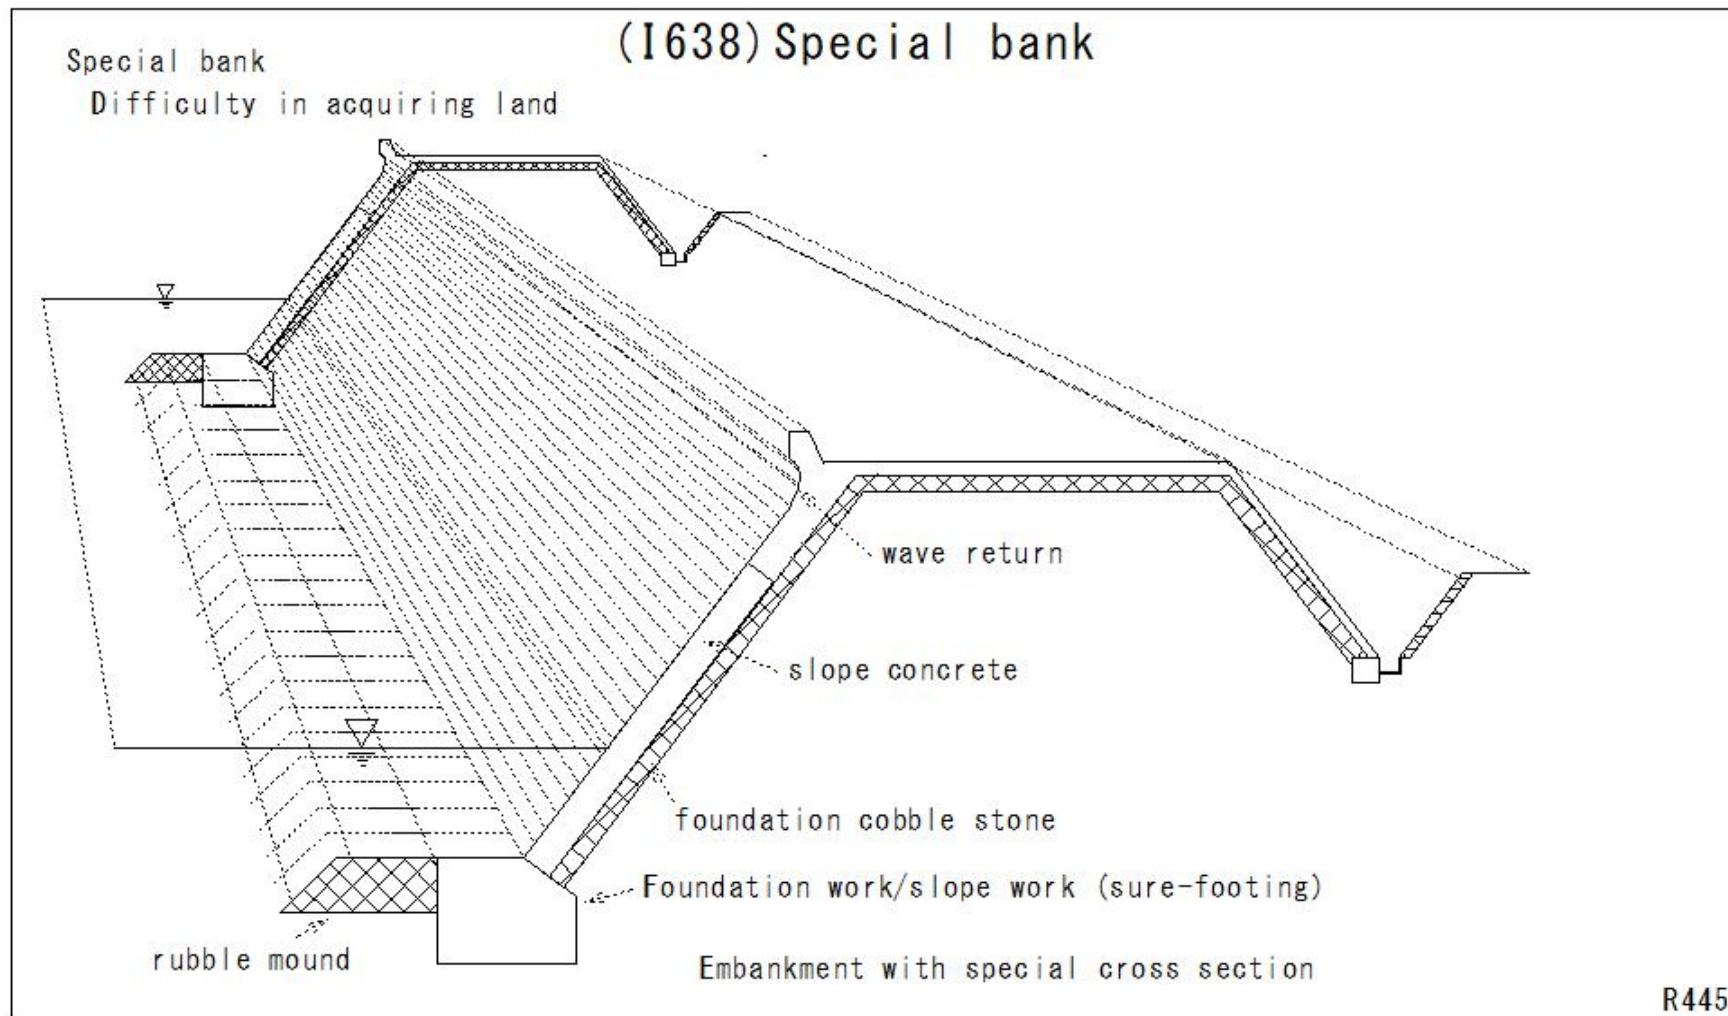 (I638)Special bank
Special bank
Difficulty in acquiring land
wave return
slope concrete
foundation cobble stone
Foundation work/slope work (sure-footing)
rubble mound
Embankment with special cross section
R445